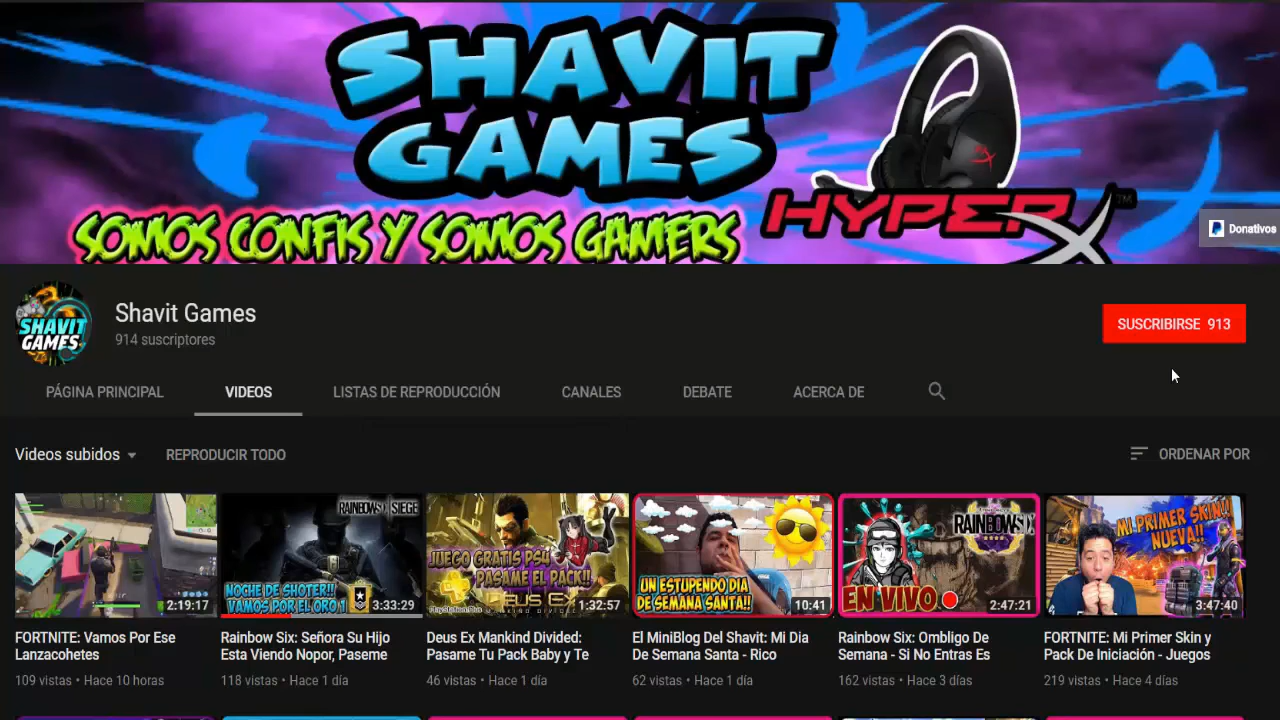 SHAVIT
GAMES
SOMOS CONFIS Y SOMOS GAMERS
HYPERX™
Donativos
SHAVIT
GAMES
Shavit Games
914 suscriptores
SUSCRIBIRSE 913
PÁGINA PRINCIPAL VIDEOS LISTAS DE REPRODUCCIÓN CANALES DEBATE ACERCA DE
Videos subidos REPRODUCIR TODO ORDENAR POR
2:19:17
RAINBOW SIX SIEGE
NOCHE DE SHOTER!!
VAMOS POR EL ORO 1
3:33:29
JUEGO GRATIS PS4
PASAME EL PACK!!
DEUS EX
1:32:57
UN ESTUPENDO DIA
DE SEMANA SANTA!!
10:41
EN VIVO
2:47:21
MI PRIMER SKIN!!
NUEVA!!
3:47:40
FORTNITE: Vamos Por Ese
Lanzacohetes
109 vistas • Hace 10 horas
Rainbow Six: Señora Su Hijo
Esta Viendo Nopor, Paseme
118 vistas • Hace 1 día
Deus Ex Mankind Divided:
Pasame Tu Pack Baby y Te
46 vistas • Hace 1 día
El MiniBlog Del Shavit: Mi Dia
De Semana Santa - Rico
62 vistas • Hace 1 día
Rainbow Six: Ombligo De
Semana - Si No Entras Es
162 vistas • Hace 3 días
FORTNITE: Mi Primer Skin y
Pack De Iniciación - Juegos
219 vistas • Hace 4 días